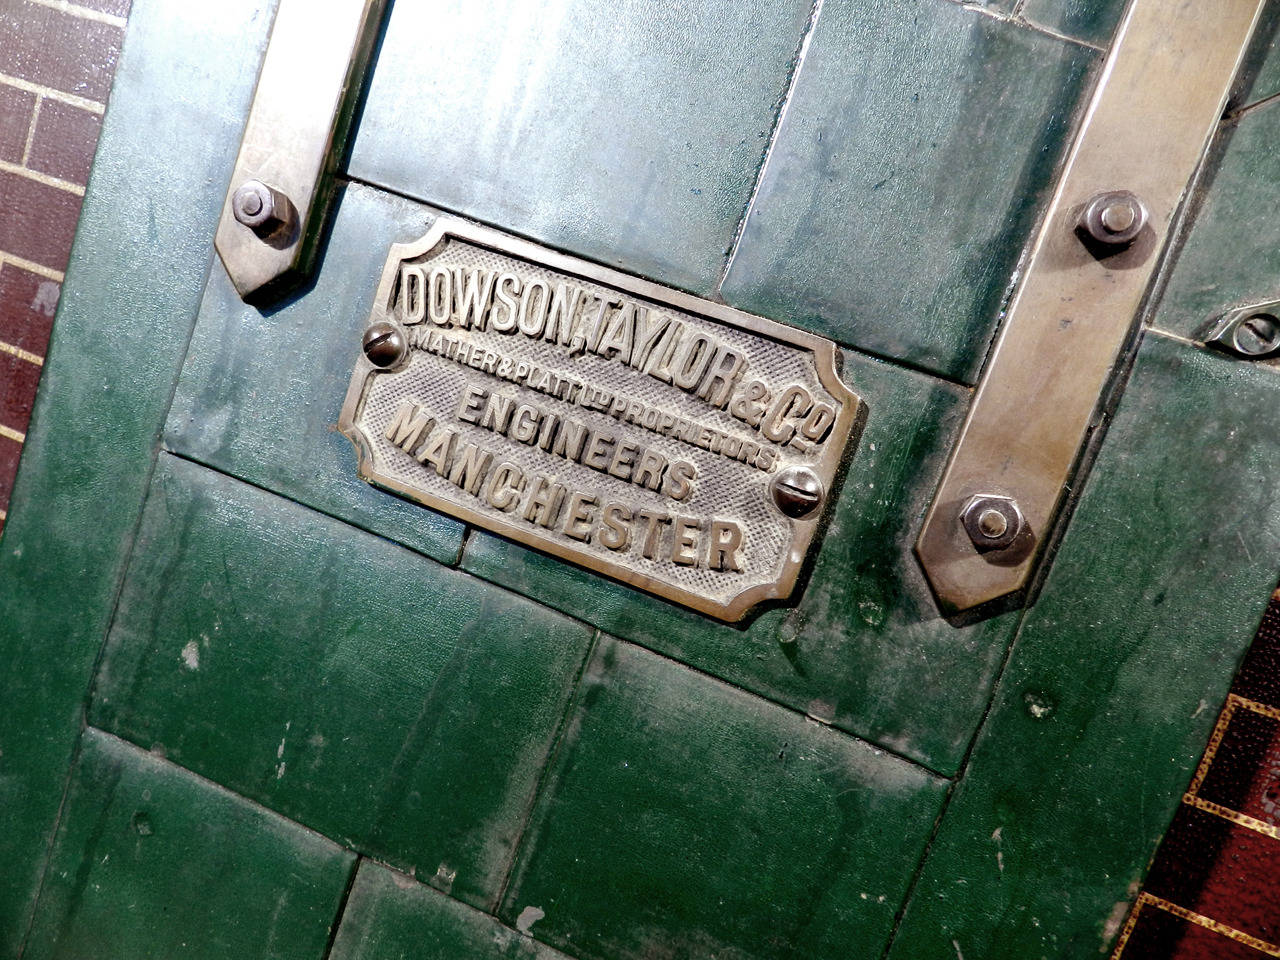 DOWSON, TAYLOR & CO
MATHER & PLATT LTD PROPRIETORS
ENGINEERS
MANCHESTER